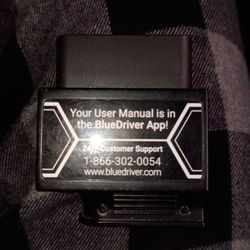 Your User Manual is in
the BlueDriver App!
24/7 Customer Support
1-866-302-0054
www.bluedriver.com